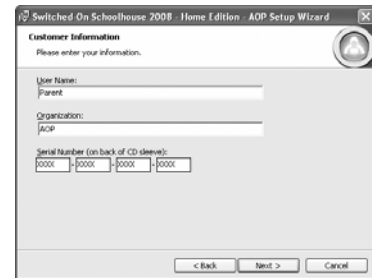 Switched-On Schoolhouse 2008 - Home Edition - AOP Setup Wizard
Customer Information
Please enter your information.
User Name:
Parent
Organization:
AOP
Serial Number (on back of CD sleeve):
XXXX - XXXX - XXXX - XXXX
< Back Next > Cancel